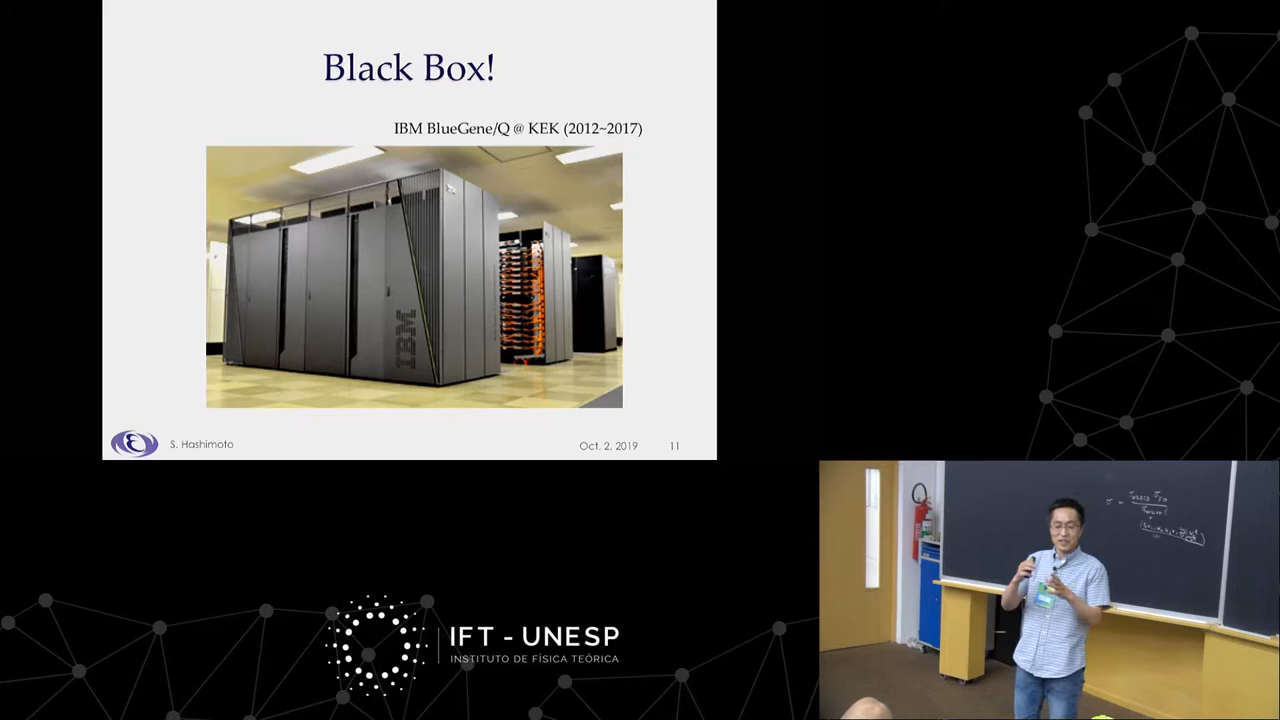 Black Box!
IBM BlueGene/Q @ KEK (2012~2017)
IBM
S. Hashimoto
Oct. 2, 2019
11
IFT - UNESP
INSTITUTO DE FÍSICA TEÓRICA